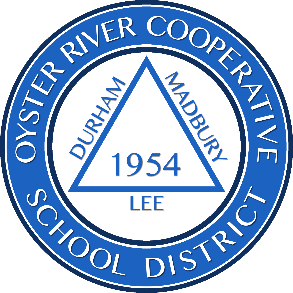 OYSTER RIVER COOPERATIVE
SCHOOL DISTRICT
DURHAM
MADBURY
1954
LEE